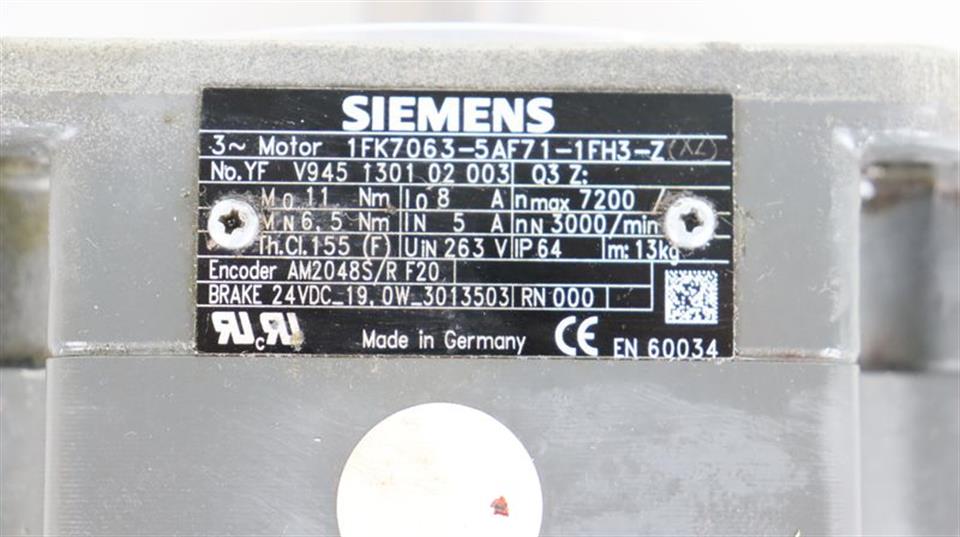 SIEMENS
3~ Motor 1FK7063-5AF71-1FH3-Z (XZ)
No.YF V945 1301 02 003 Q3 Z:
M0 11 Nm I0 8 A nmax 7200 /
MN 6,5 Nm IN 5 A nN 3000/min
Th.Cl.155 (F) UIN 263 V IP64 m: 13kg
Encoder AM2048S/R F20
BRAKE 24VDC_19,0W_3013503 RN 000
Made in Germany CE EN 60034